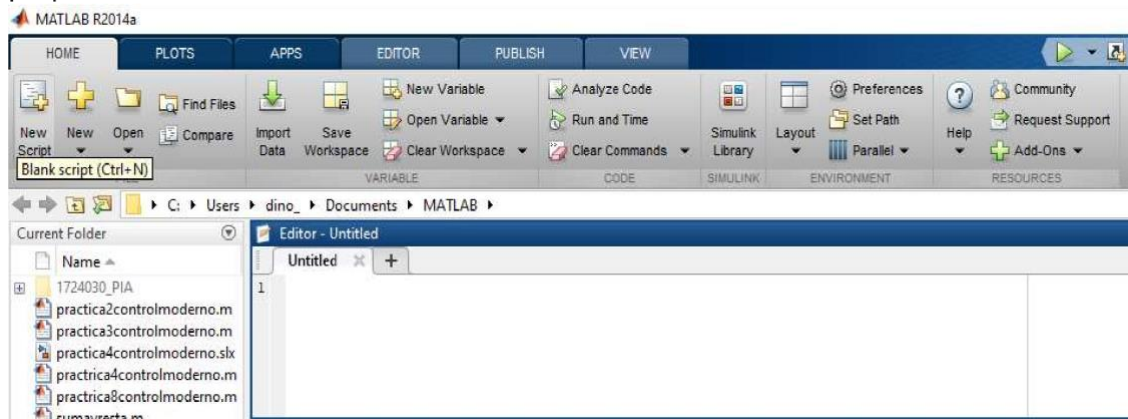 MATLAB R2014a
HOME PLOTS APPS EDITOR PUBLISH VIEW
New Script
New
Open
Find Files
Compare
Import Data
Save Workspace
New Variable
Open Variable
Clear Workspace
Analyze Code
Run and Time
Clear Commands
Simulink Library
Layout
Preferences
Set Path
Parallel
Help
Community
Request Support
Add-Ons
Blank script (Ctrl+N)
VARIABLE CODE SIMULINK ENVIRONMENT RESOURCES
C: Users dino_ Documents MATLAB
Current Folder
Name
1724030_PIA
practica2controlmoderno.m
practica3controlmoderno.m
practica4controlmoderno.slx
practrica4controlmoderno.m
practrica8controlmoderno.m
Editor - Untitled
Untitled
1